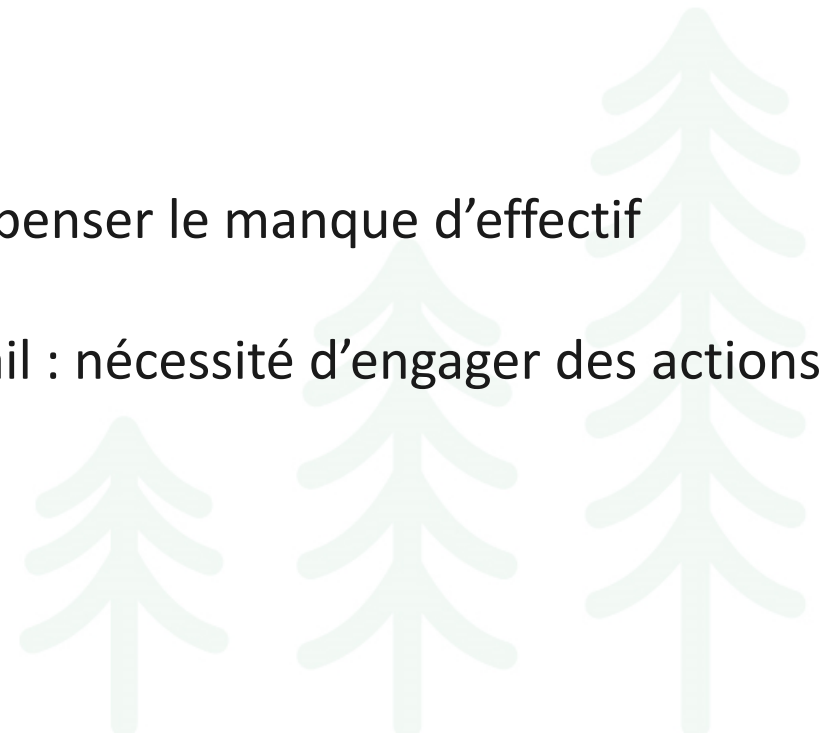 penser le manque d’effectif
il : nécessité d’engager des actions